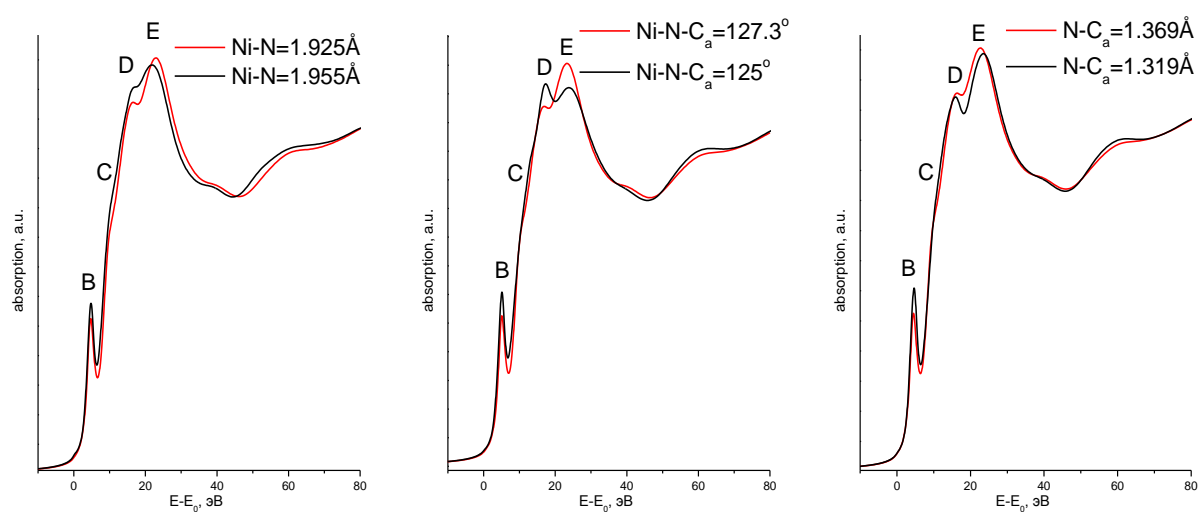 E
Ni-N=1.925Å
D
Ni-N=1.955Å
C
B
absorption, a.u.
0
20
40
60
80
E-E₀, эВ
E
Ni-N-Cₐ=127.3°
D
Ni-N-Cₐ=125°
C
B
absorption, a.u.
0
20
40
60
80
E-E₀, эВ
E
N-Cₐ=1.369Å
D
N-Cₐ=1.319Å
C
B
absorption, a.u.
0
20
40
60
80
E-E₀, эВ